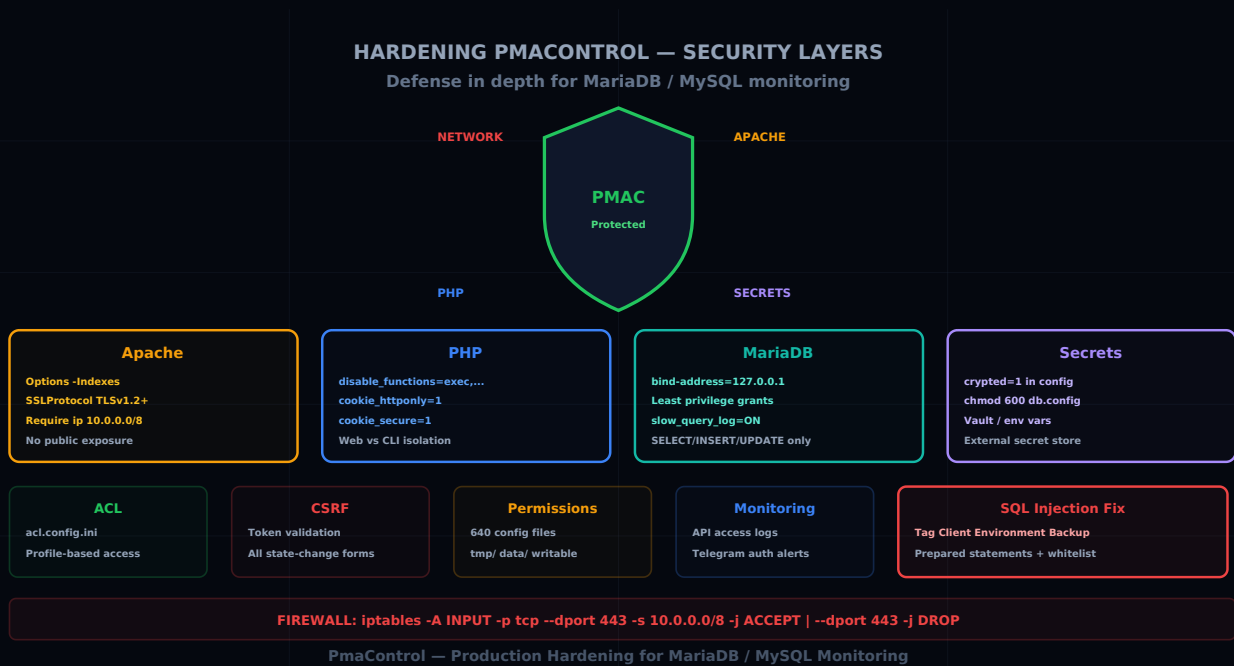 HARDENING PMACONTROL — SECURITY LAYERS
Defense in depth for MariaDB / MySQL monitoring
NETWORK
APACHE
PMAC
Protected
PHP
SECRETS
Apache
Options -Indexes
SSLProtocol TLSv1.2+
Require ip 10.0.0.0/8
No public exposure
PHP
disable_functions=exec,...
cookie_httponly=1
cookie_secure=1
Web vs CLI isolation
MariaDB
bind-address=127.0.0.1
Least privilege grants
slow_query_log=ON
SELECT/INSERT/UPDATE only
Secrets
crypted=1 in config
chmod 600 db.config
Vault / env vars
External secret store
ACL
acl.config.ini
Profile-based access
CSRF
Token validation
All state-change forms
Permissions
640 config files
tmp/ data/ writable
Monitoring
API access logs
Telegram auth alerts
SQL Injection Fix
Tag Client Environment Backup
Prepared statements + whitelist
FIREWALL: iptables -A INPUT -p tcp --dport 443 -s 10.0.0.0/8 -j ACCEPT | --dport 443 -j DROP
PmaControl — Production Hardening for MariaDB / MySQL Monitoring